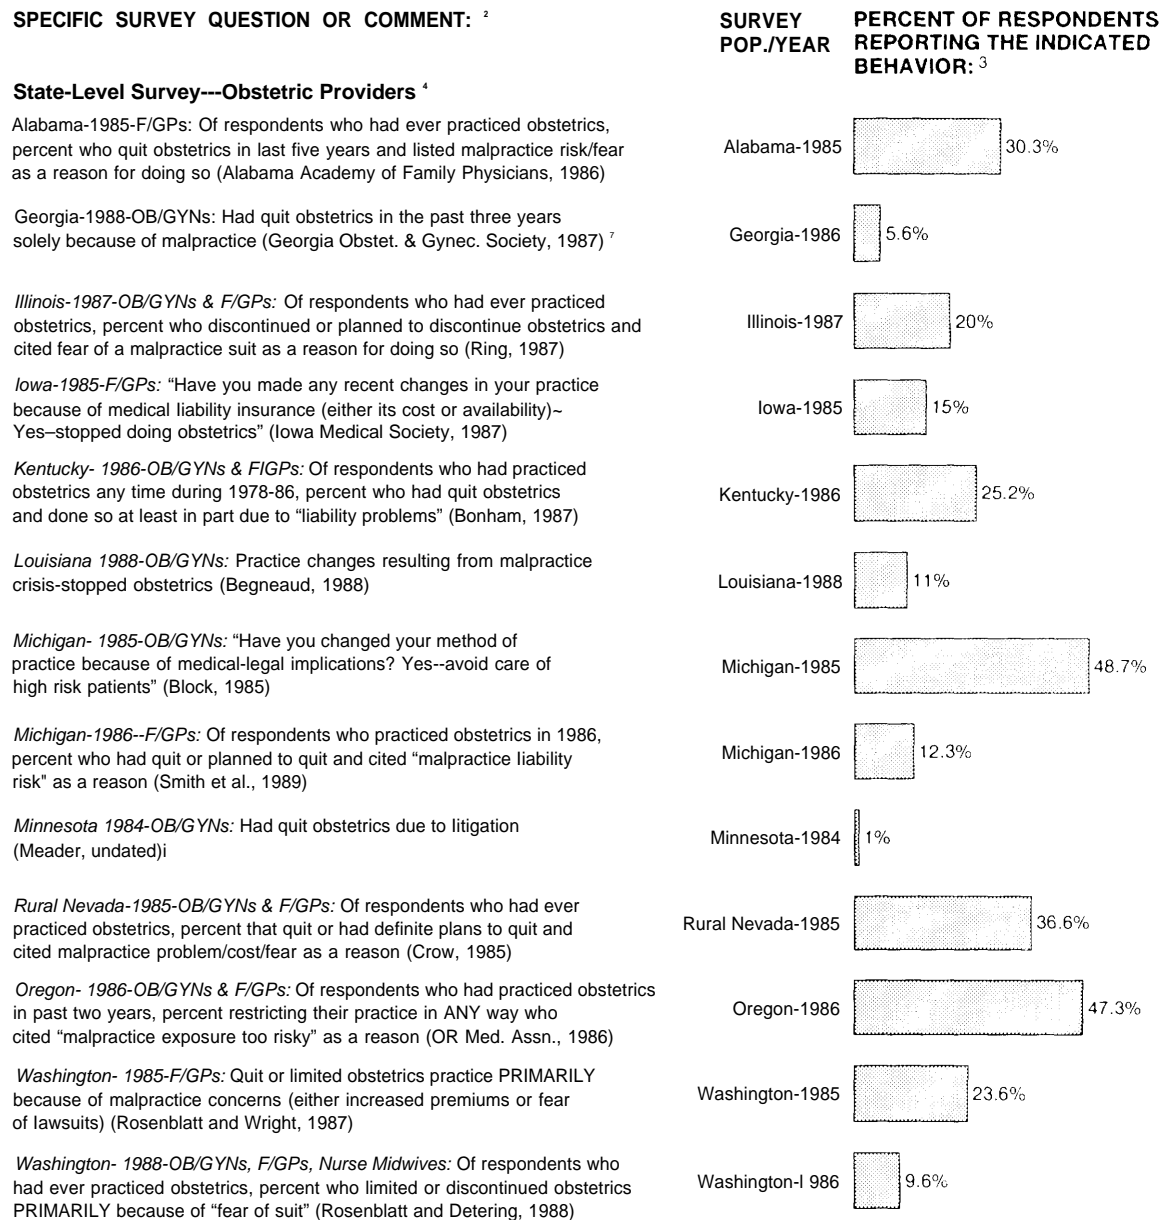 SPECIFIC SURVEY QUESTION OR COMMENT: 2
SURVEY
POP./YEAR
PERCENT OF RESPONDENTS
REPORTING THE INDICATED
BEHAVIOR: 3
State-Level Survey---Obstetric Providers 4
Alabama-1985-F/GPs: Of respondents who had ever practiced obstetrics,
percent who quit obstetrics in last five years and listed malpractice risk/fear
as a reason for doing so (Alabama Academy of Family Physicians, 1986)
Alabama-1985
30.3%
Georgia-1988-OB/GYNs: Had quit obstetrics in the past three years
solely because of malpractice (Georgia Obstet. & Gynec. Society, 1987) 7
Georgia-1986
5.6%
Illinois-1987-OB/GYNs & F/GPs: Of respondents who had ever practiced
obstetrics, percent who discontinued or planned to discontinue obstetrics and
cited fear of a malpractice suit as a reason for doing so (Ring, 1987)
Illinois-1987
20%
Iowa-1985-F/GPs: “Have you made any recent changes in your practice
because of medical liability insurance (either its cost or availability)~
Yes–stopped doing obstetrics” (Iowa Medical Society, 1987)
Iowa-1985
15%
Kentucky- 1986-OB/GYNs & FIGPs: Of respondents who had practiced
obstetrics any time during 1978-86, percent who had quit obstetrics
and done so at least in part due to “liability problems” (Bonham, 1987)
Kentucky-1986
25.2%
Louisiana 1988-OB/GYNs: Practice changes resulting from malpractice
crisis-stopped obstetrics (Begneaud, 1988)
Louisiana-1988
11%
Michigan- 1985-OB/GYNs: “Have you changed your method of
practice because of medical-legal implications? Yes--avoid care of
high risk patients” (Block, 1985)
Michigan-1985
48.7%
Michigan-1986--F/GPs: Of respondents who practiced obstetrics in 1986,
percent who had quit or planned to quit and cited “malpractice liability
risk" as a reason (Smith et al., 1989)
Michigan-1986
12.3%
Minnesota 1984-OB/GYNs: Had quit obstetrics due to litigation
(Meader, undated)i
Minnesota-1984
1%
Rural Nevada-1985-OB/GYNs & F/GPs: Of respondents who had ever
practiced obstetrics, percent that quit or had definite plans to quit and
cited malpractice problem/cost/fear as a reason (Crow, 1985)
Rural Nevada-1985
36.6%
Oregon- 1986-OB/GYNs & F/GPs: Of respondents who had practiced obstetrics
in past two years, percent restricting their practice in ANY way who
cited “malpractice exposure too risky” as a reason (OR Med. Assn., 1986)
Oregon-1986
47.3%
Washington- 1985-F/GPs: Quit or limited obstetrics practice PRIMARILY
because of malpractice concerns (either increased premiums or fear
of lawsuits) (Rosenblatt and Wright, 1987)
Washington-1985
23.6%
Washington- 1988-OB/GYNs, F/GPs, Nurse Midwives: Of respondents who
had ever practiced obstetrics, percent who limited or discontinued obstetrics
PRIMARILY because of “fear of suit” (Rosenblatt and Detering, 1988)
Washington-I 986
9.6%